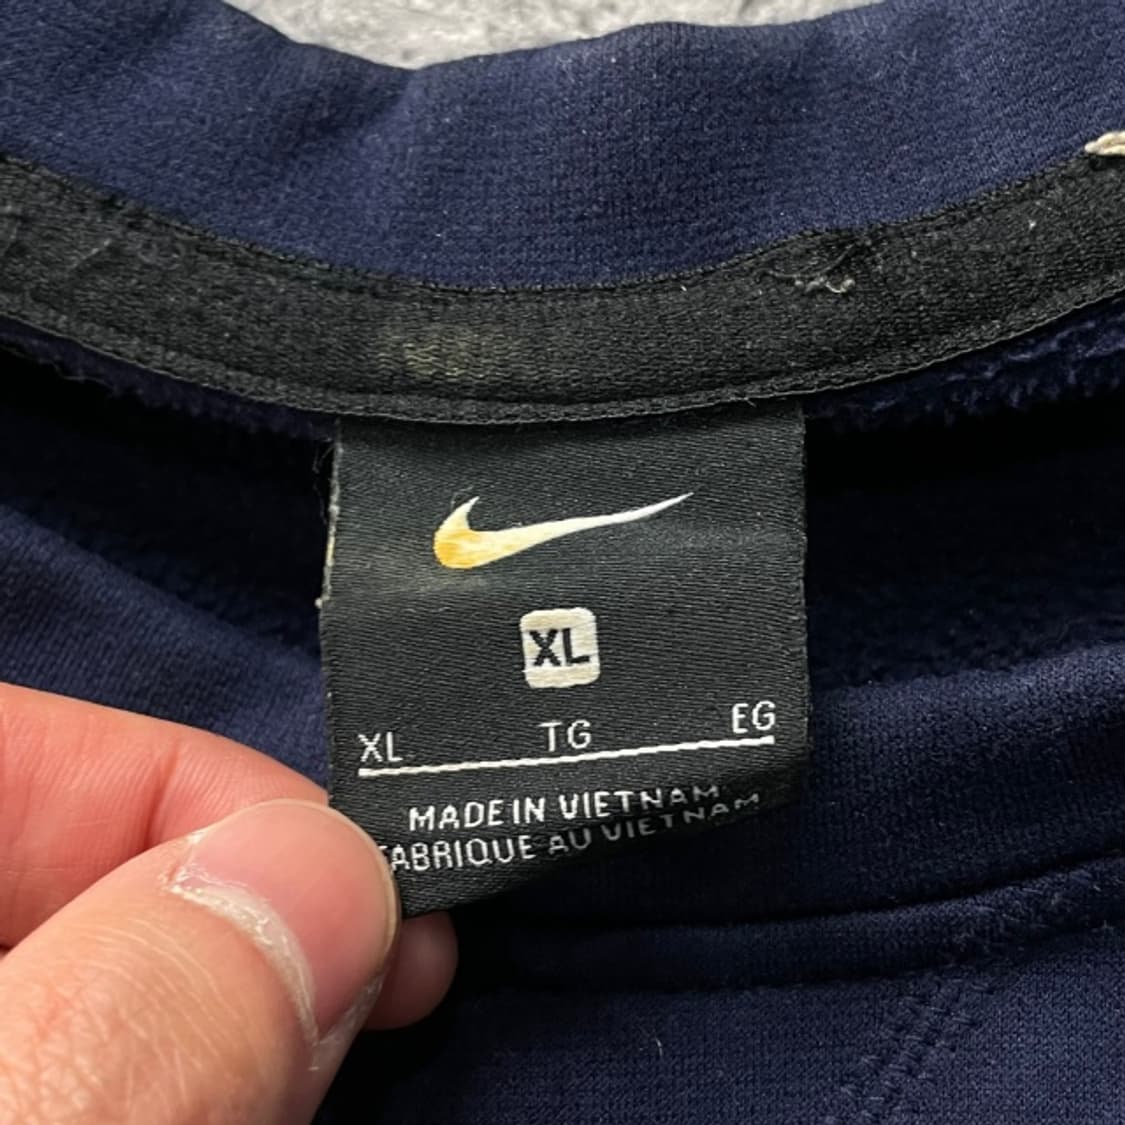 XL
XL TG EG
MADE IN VIETNAM
FABRIQUE AU VIETNAM